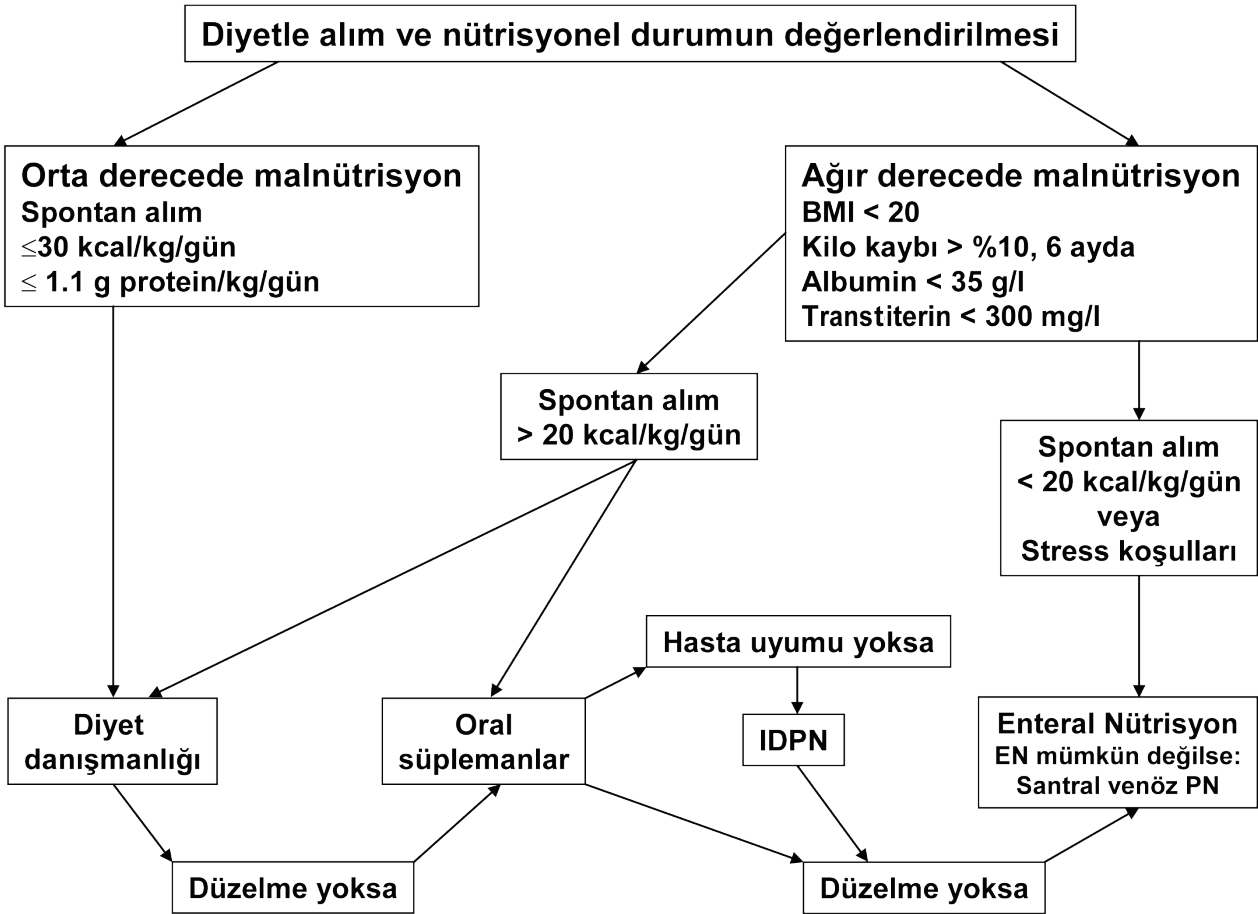 Diyetle alım ve nütrisyonel durumun değerlendirilmesi
Orta derecede malnütrisyon
Spontan alım
≤30 kcal/kg/gün
≤ 1.1 g protein/kg/gün
Ağır derecede malnütrisyon
BMI < 20
Kilo kaybı > %10, 6 ayda
Albumin < 35 g/l
Transtiterin < 300 mg/l
Spontan alım
> 20 kcal/kg/gün
Spontan alım
< 20 kcal/kg/gün
veya
Stress koşulları
Hasta uyumu yoksa
Diyet
danışmanlığı
Oral
süplemanlar
IDPN
Enteral Nütrisyon
EN mümkün değilse:
Santral venöz PN
Düzelme yoksa
Düzelme yoksa